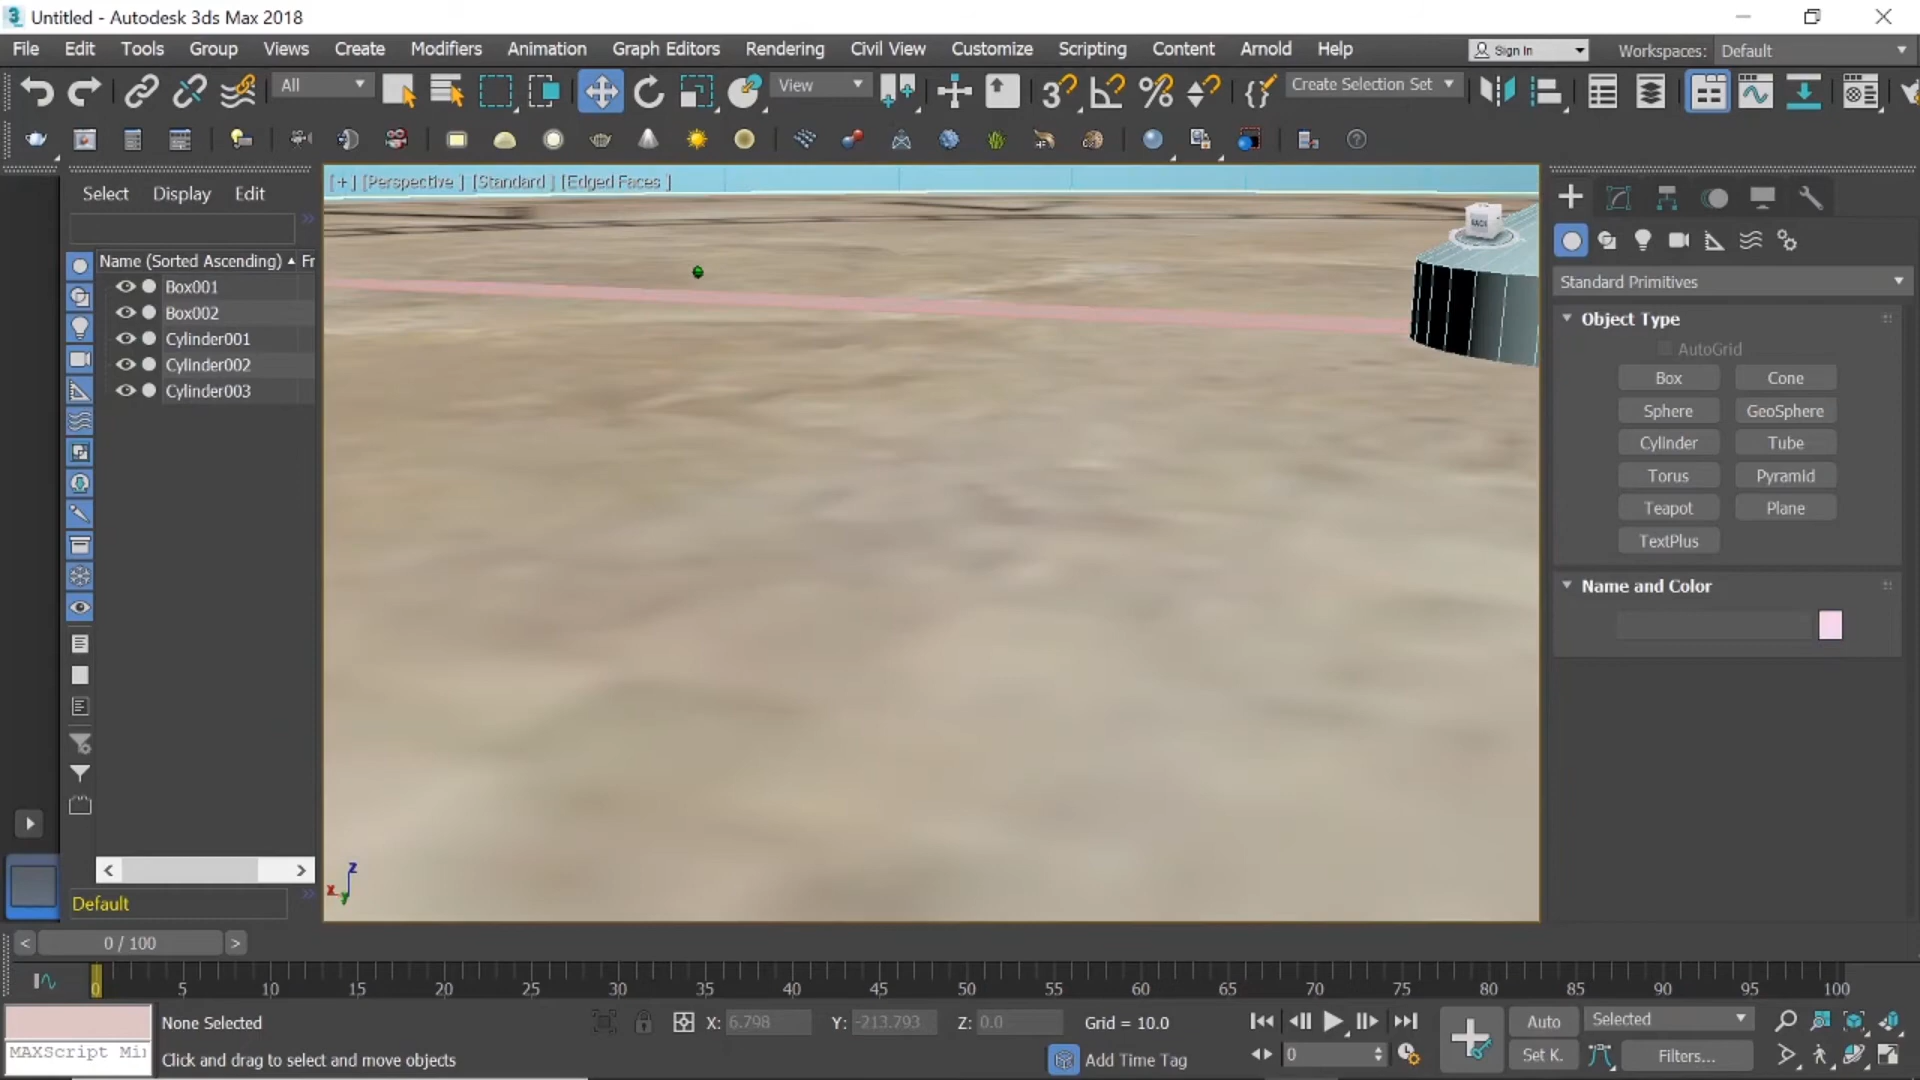 Untitled - Autodesk 3ds Max 2018
File Edit Tools Group Views Create Modifiers Animation Graph Editors Rendering Civil View Customize Scripting Content Arnold Help Sign In Workspaces: Default
All View 3 Create Selection Set
Select Display Edit
[+] [Perspective ] [Standard ] [Edged Faces ]
BACK
Name (Sorted Ascending) Fr
Box001
Box002
Cylinder001
Cylinder002
Cylinder003
Standard Primitives
Object Type
AutoGrid
Box Cone
Sphere GeoSphere
Cylinder Tube
Torus Pyramid
Teapot Plane
TextPlus
Name and Color
z
x
y
Default
< 0 / 100 >
0 5 10 15 20 25 30 35 40 45 50 55 60 65 70 75 80 85 90 95 100
None Selected X: 6.798 Y: -213.793 Z: 0.0 Grid = 10.0 Auto Selected
MAXScript Mi Click and drag to select and move objects Add Time Tag 0 Set K. Filters...